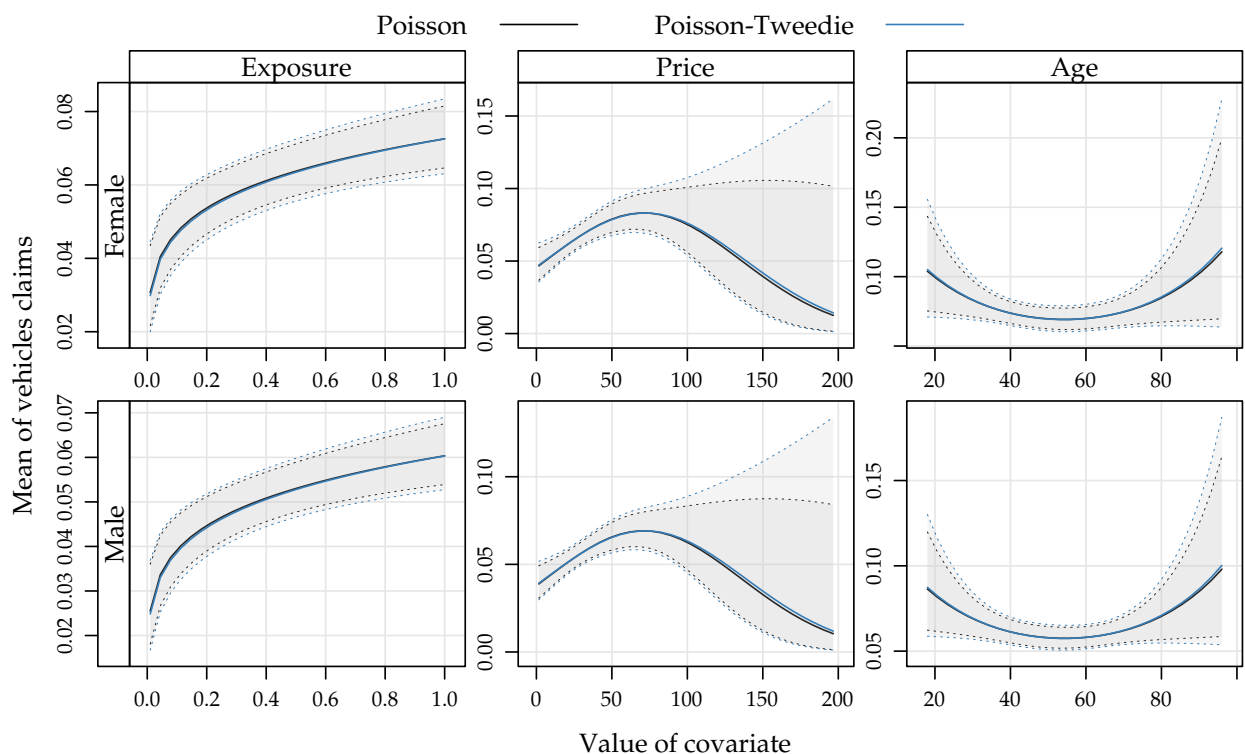 Poisson Poisson-Tweedie
Exposure Price Age
Mean of vehicles claims
Female
0.02 0.04 0.06 0.08
0.00 0.05 0.10 0.15
0.10 0.15 0.20
0.0 0.2 0.4 0.6 0.8 1.0
0 50 100 150 200
20 40 60 80
Male
0.02 0.03 0.04 0.05 0.06 0.07
0.00 0.05 0.10
0.05 0.10 0.15
0.0 0.2 0.4 0.6 0.8 1.0
0 50 100 150 200
20 40 60 80
Value of covariate